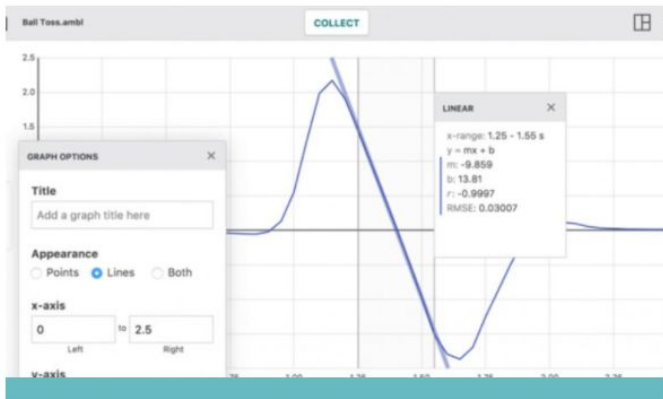 Ball Toss.ambl
COLLECT
2.5
2.0
1.5
GRAPH OPTIONS
Title
Add a graph title here
Appearance
Points Lines Both
x-axis
0 to 2.5
Left Right
LINEAR
x-range: 1.25 - 1.55 s
y = mx + b
m: -9.859
b: 13.81
r: -0.9997
RMSE: 0.03007
1.00 1.25 1.50 1.75 2.00
y-axis